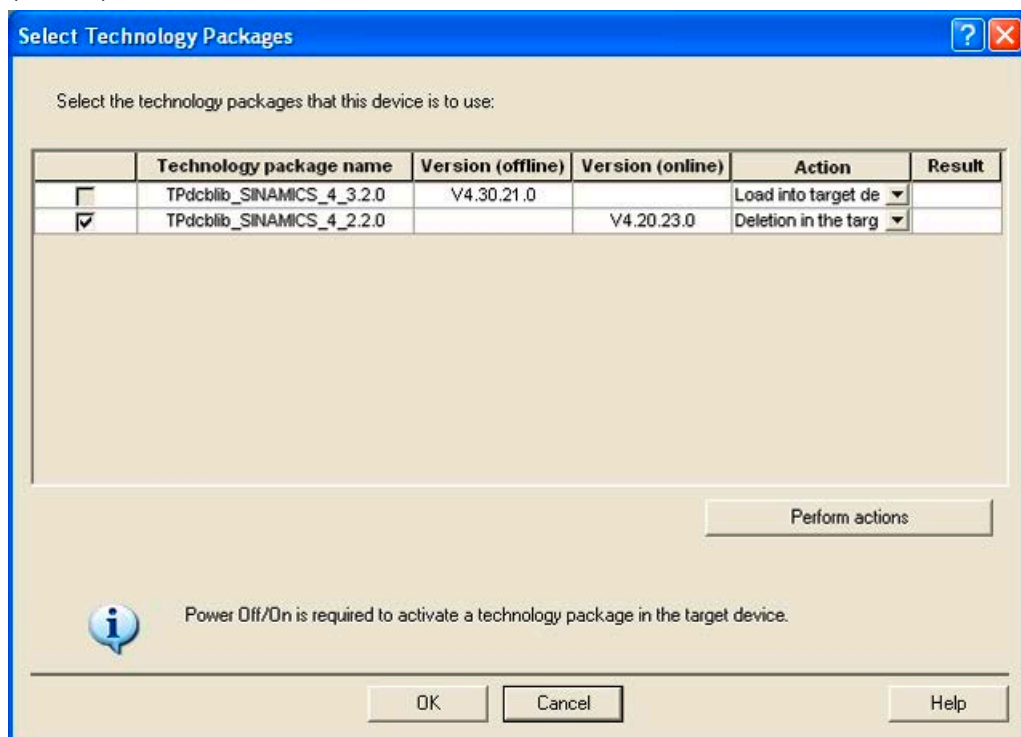 Select Technology Packages
Select the technology packages that this device is to use:
Technology package name Version (offline) Version (online) Action Result
TPdcblib_SINAMICS_4_3.2.0 V4.30.21.0 Load into target de
TPdcblib_SINAMICS_4_2.2.0 V4.20.23.0 Deletion in the targ
Perform actions
Power Off/On is required to activate a technology package in the target device.
OK Cancel Help